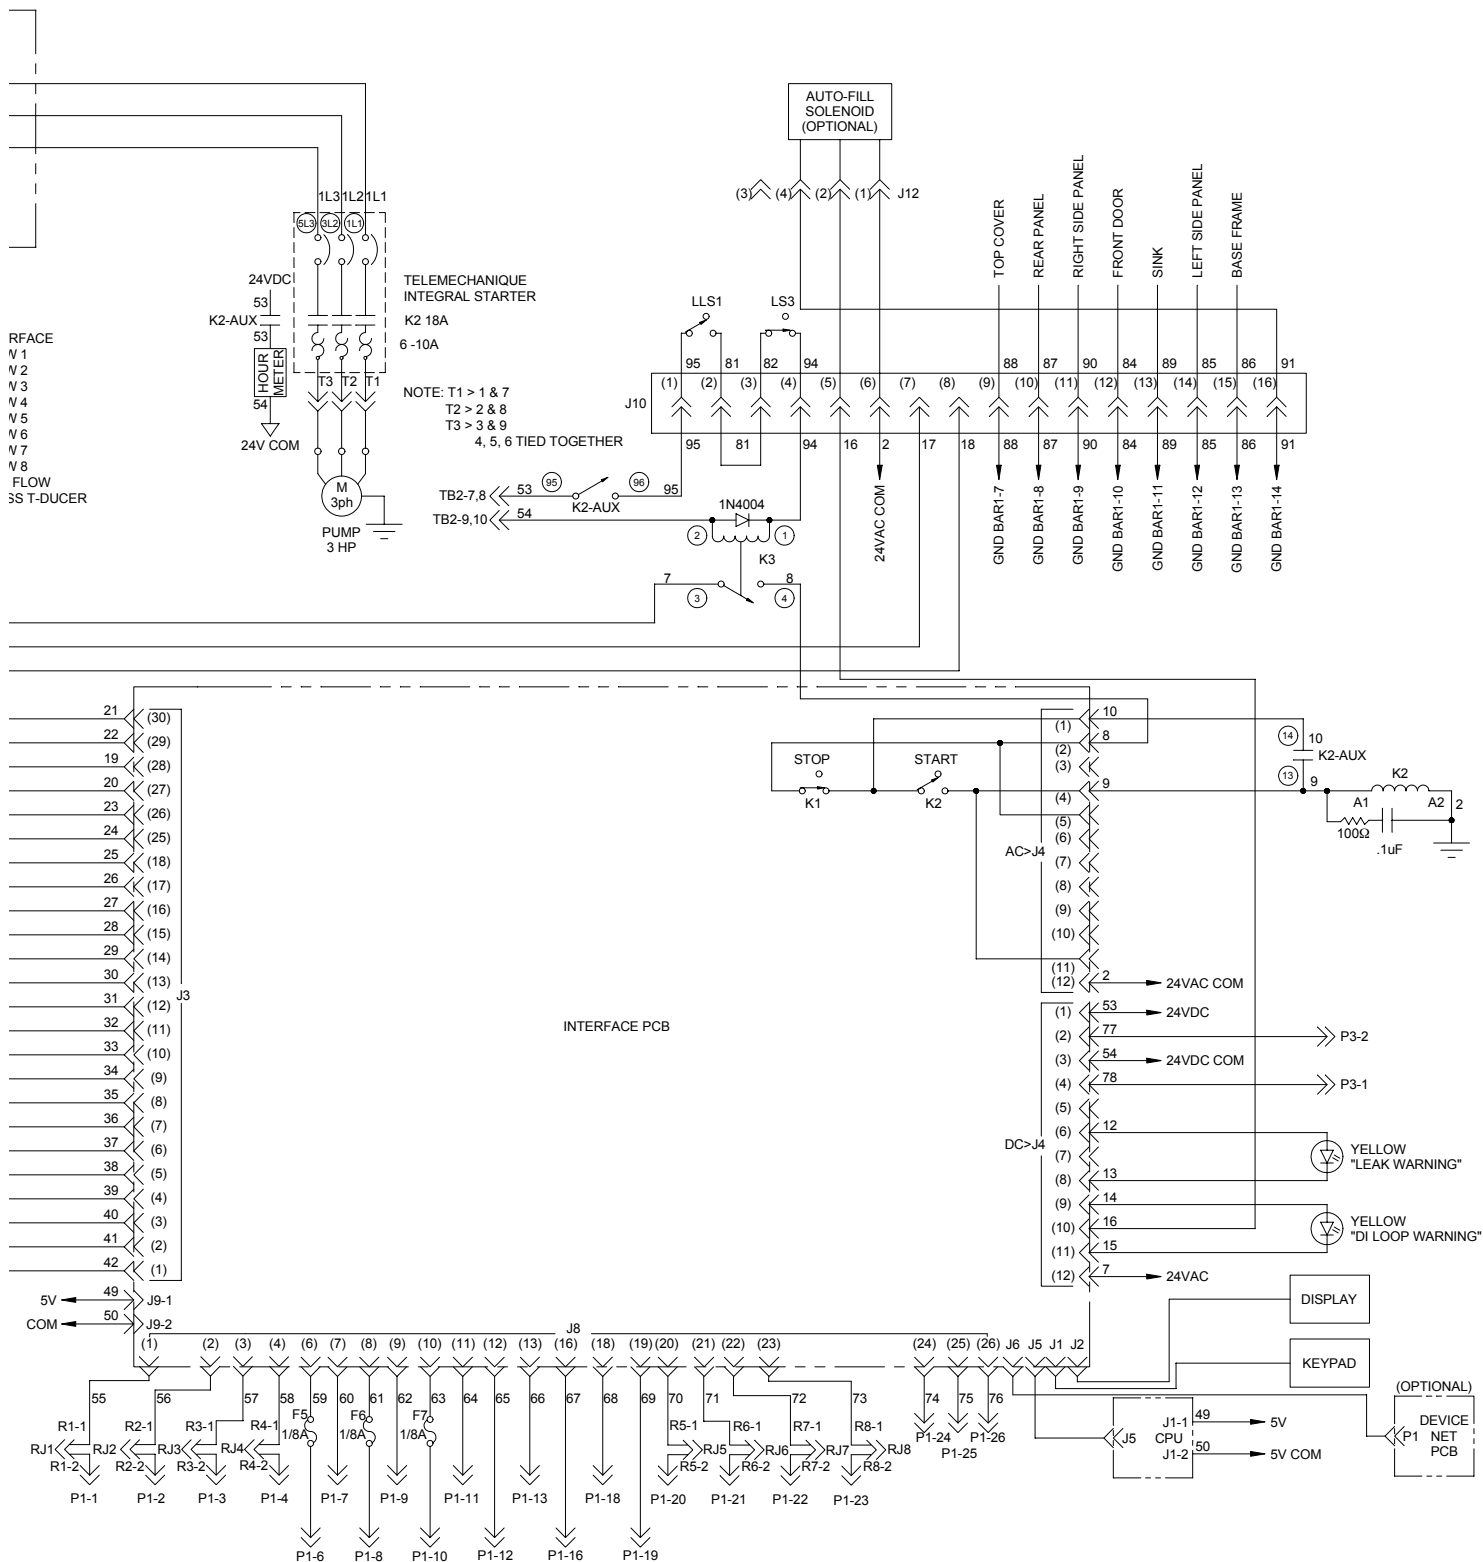 AUTO-FILL
SOLENOID
(OPTIONAL)
(3) (4) (2) (1) J12
TOP COVER
REAR PANEL
RIGHT SIDE PANEL
FRONT DOOR
SINK
LEFT SIDE PANEL
BASE FRAME
1L3 1L2 1L1
5L3 3L2 1L1
24VDC
53
K2-AUX
53
HOUR
METER
54
24V COM
TELEMECHANIQUE
INTEGRAL STARTER
K2 18A
6 -10A
T3 T2 T1
NOTE: T1 > 1 & 7
T2 > 2 & 8
T3 > 3 & 9
4, 5, 6 TIED TOGETHER
M
3ph
PUMP
3 HP
RFACE
W 1
W 2
W 3
W 4
W 5
W 6
W 7
W 8
FLOW
SS T-DUCER
LLS1 LS3
95 81 82 94 88 87 90 84 89 85 86 91
(1) (2) (3) (4) (5) (6) (7) (8) (9) (10) (11) (12) (13) (14) (15) (16)
J10
95 81 94 16 2 17 18 88 87 90 84 89 85 86 91
TB2-7,8 53 95 K2-AUX 96 95
TB2-9,10 54 1N4004
2 1
K3
7 8
3 4
24VAC COM
GND BAR1-7
GND BAR1-8
GND BAR1-9
GND BAR1-10
GND BAR1-11
GND BAR1-12
GND BAR1-13
GND BAR1-14
21 (30)
22 (29)
19 (28)
20 (27)
23 (26)
24 (25)
25 (18)
26 (17)
27 (16)
28 (15)
29 (14)
30 (13)
31 (12)
32 (11)
33 (10)
34 (9)
35 (8)
36 (7)
37 (6)
38 (5)
39 (4)
40 (3)
41 (2)
42 (1)
J3
5V 49 J9-1
COM 50 J9-2
INTERFACE PCB
STOP
K1
START
K2
AC>J4
(1) 10
(2) 8
(3)
(4) 9
(5)
(6)
(7)
(8)
(9)
(10)
(11)
(12) 2 24VAC COM
14 10
K2-AUX
13 9
K2
A1 A2 2
100Ω
.1uF
DC>J4
(1) 53 24VDC
(2) 77 P3-2
(3) 54 24VDC COM
(4) 78 P3-1
(5)
(6) 12
(7)
(8) 13
YELLOW
"LEAK WARNING"
(9) 14
(10) 16
(11) 15
YELLOW
"DI LOOP WARNING"
(12) 7 24VAC
DISPLAY
KEYPAD
J8
(1) (2) (3) (4) (6) (7) (8) (9) (10) (11) (12) (13) (16) (18) (19) (20) (21) (22) (23) (24) (25) (26) J6 J5 J1 J2
55 56 57 58 59 60 61 62 63 64 65 66 67 68 69 70 71 72 73 74 75 76
F5
1/8A
F6
1/8A
F7
1/8A
R1-1 R2-1 R3-1 R4-1 R5-1 R6-1 R7-1 R8-1
RJ1 RJ2 RJ3 RJ4 RJ5 RJ6 RJ7 RJ8
R1-2 R2-2 R3-2 R4-2 R5-2 R6-2 R7-2 R8-2
P1-24 P1-25 P1-26
P1-1 P1-2 P1-3 P1-4 P1-7 P1-9 P1-11 P1-13 P1-18 P1-20 P1-21 P1-22 P1-23
P1-6 P1-8 P1-10 P1-12 P1-16 P1-19
J5
J1-1 49 5V
CPU
J1-2 50 5V COM
(OPTIONAL)
P1
DEVICE
NET
PCB